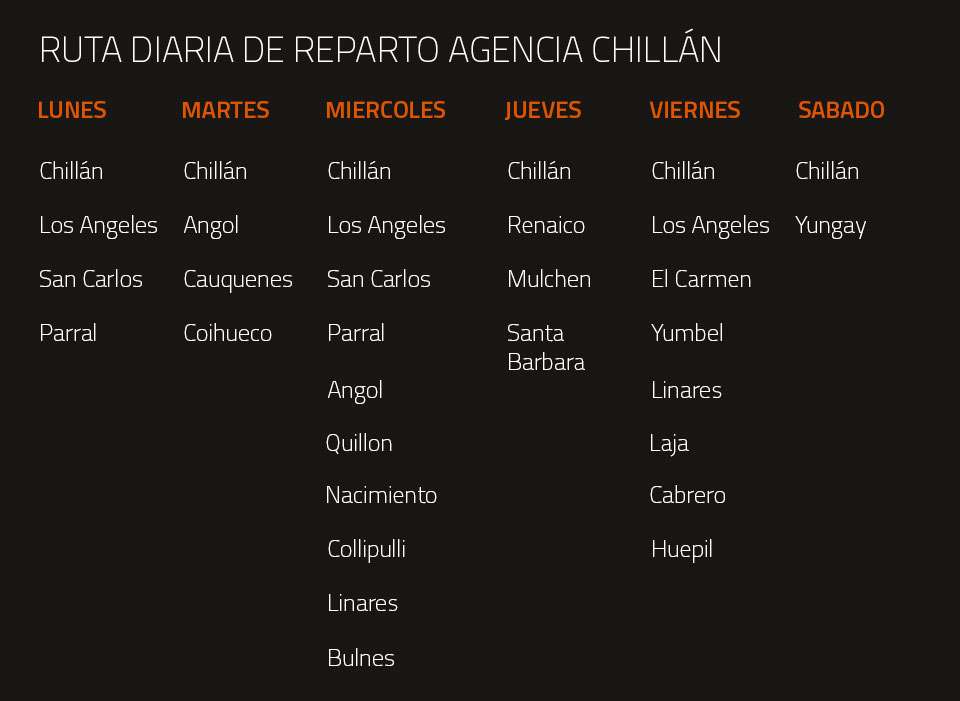 RUTA DIARIA DE REPARTO AGENCIA CHILLÁN
LUNES MARTES MIERCOLES JUEVES VIERNES SABADO
Chillán Chillán Chillán Chillán Chillán Chillán
Los Angeles Angol Los Angeles Renaico Los Angeles Yungay
San Carlos Cauquenes San Carlos Mulchen El Carmen
Parral Coihueco Parral Santa Yumbel
Barbara
Angol Linares
Quillon Laja
Nacimiento Cabrero
Collipulli Huepil
Linares
Bulnes